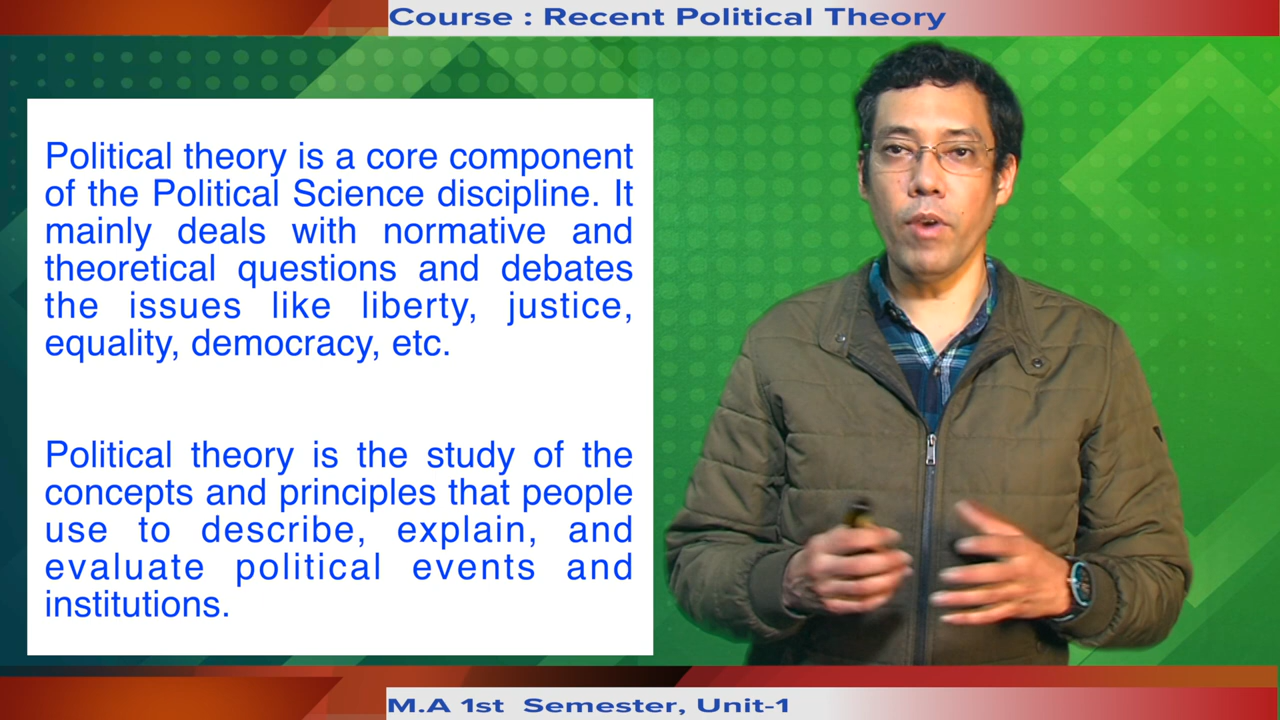 Course : Recent Political Theory
Political theory is a core component
of the Political Science discipline. It
mainly deals with normative and
theoretical questions and debates
the issues like liberty, justice,
equality, democracy, etc.
Political theory is the study of the
concepts and principles that people
use to describe, explain, and
evaluate political events and
institutions.
M.A 1st Semester, Unit-1